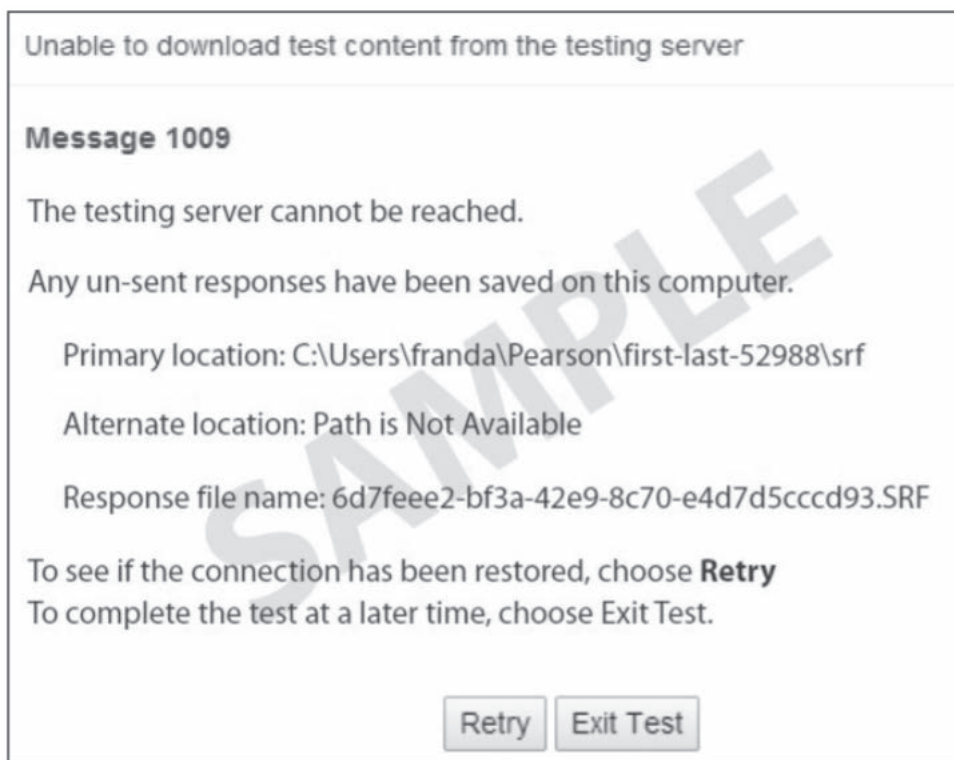 Unable to download test content from the testing server
Message 1009
The testing server cannot be reached.
Any un-sent responses have been saved on this computer.
Primary location: C:\Users\franda\Pearson\first-last-52988\srf
Alternate location: Path is Not Available
Response file name: 6d7feee2-bf3a-42e9-8c70-e4d7d5cccd93.SRF
To see if the connection has been restored, choose Retry
To complete the test at a later time, choose Exit Test.
Retry Exit Test
SAMPLE